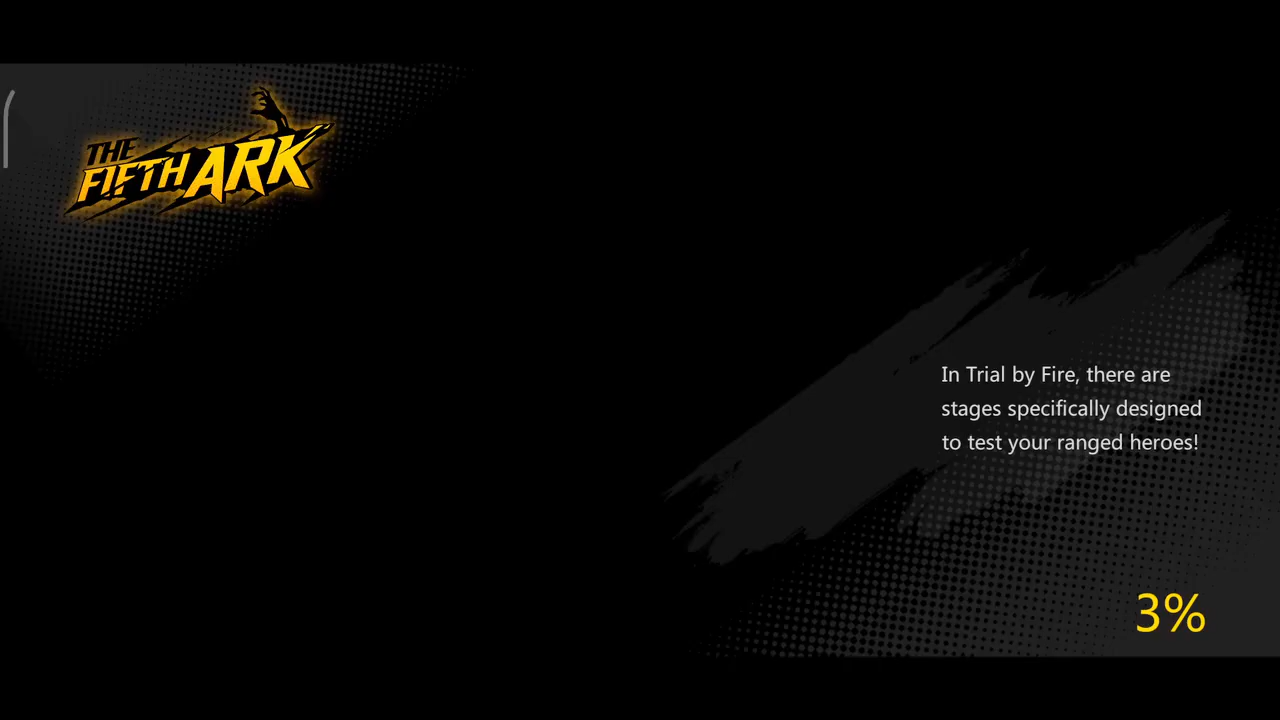 THE
FIFTH ARK
In Trial by Fire, there are
stages specifically designed
to test your ranged heroes!
3%